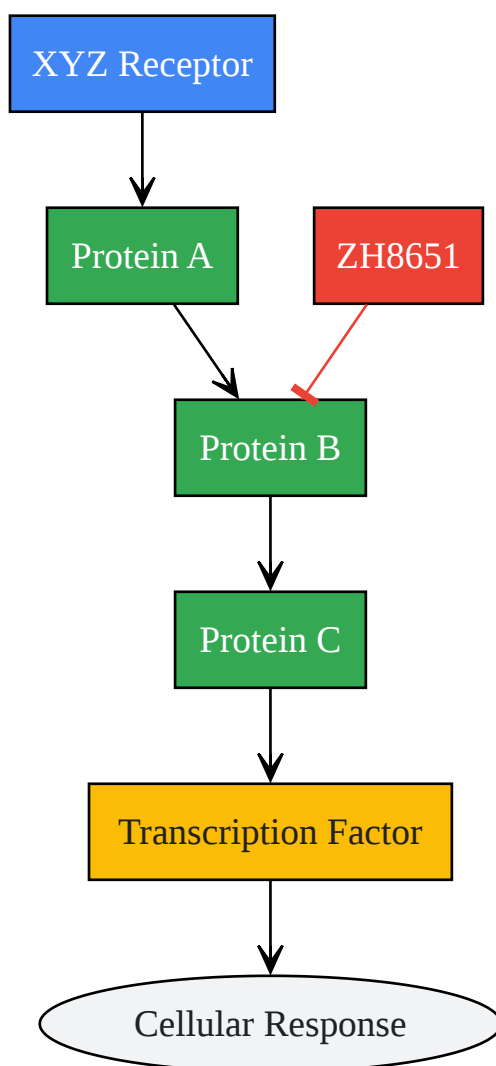 XYZ Receptor
Protein A
ZH8651
Protein B
Protein C
Transcription Factor
Cellular Response